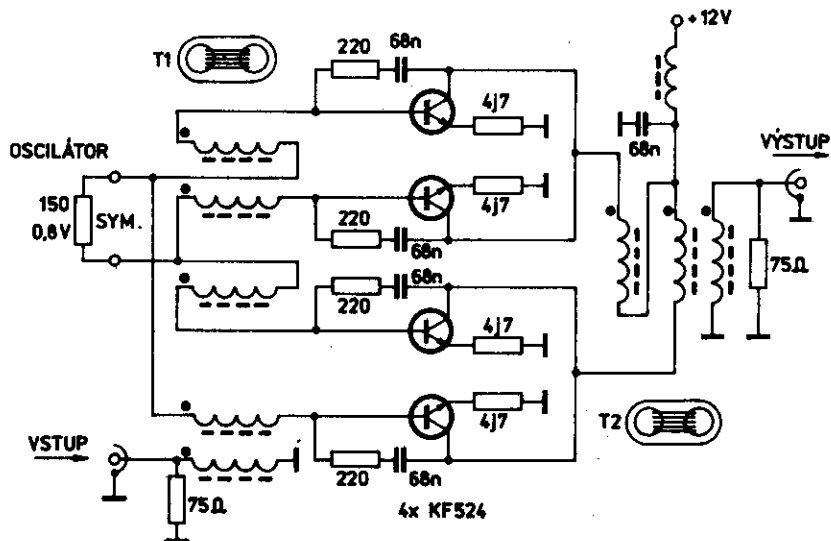 +12V
T1
220
68n
4j7
OSCILÁTOR
68n
VÝSTUP
150
0,8V
SYM.
4j7
220
68n
68n
75Ω
220
4j7
4j7
T2
VSTUP
220
68n
75Ω
4x KF524